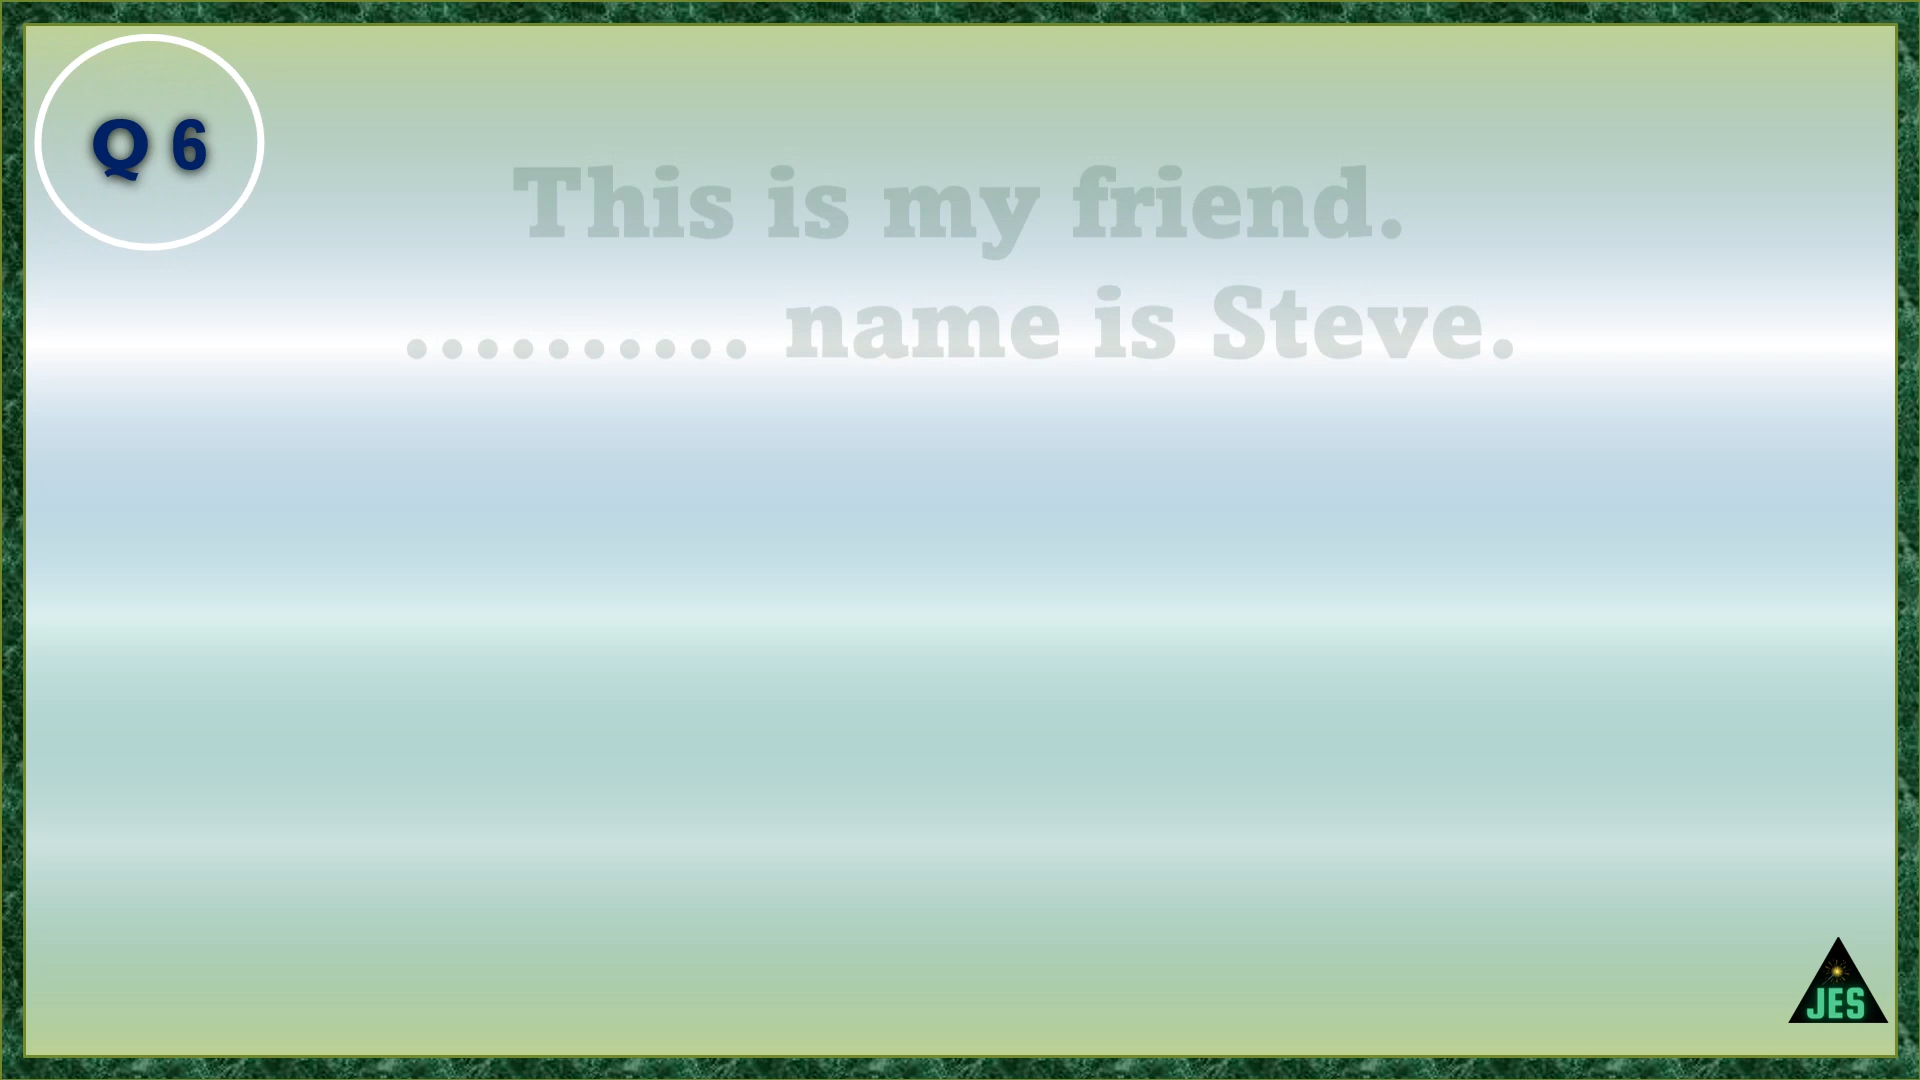 Q 6
This is my friend.
.......... name is Steve.
JES